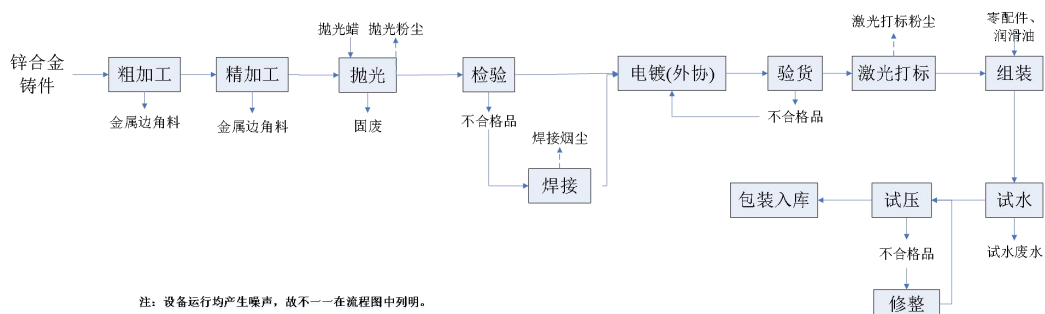 锌合金
铸件
粗加工
金属边角料
精加工
金属边角料
抛光蜡
抛光粉尘
抛光
固废
检验
不合格品
焊接烟尘
焊接
电镀(外协)
验货
不合格品
激光打标粉尘
激光打标
零配件、
润滑油
组装
试水
试水废水
试压
不合格品
修整
包装入库
注：设备运行均产生噪声，故不一一在流程图中列明。